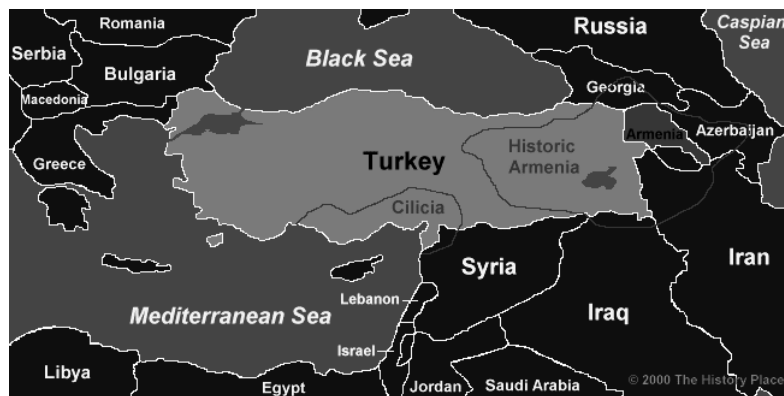 Romania
Russia
Caspian
Sea
Serbia
Black Sea
Bulgaria
Georgia
Macedonia
Armenia
Azerbaijan
Historic
Armenia
Greece
Turkey
Cilicia
Iran
Syria
Lebanon
Mediterranean Sea
Iraq
Israel
Libya
Egypt
Jordan
Saudi Arabia
© 2000 The History Place